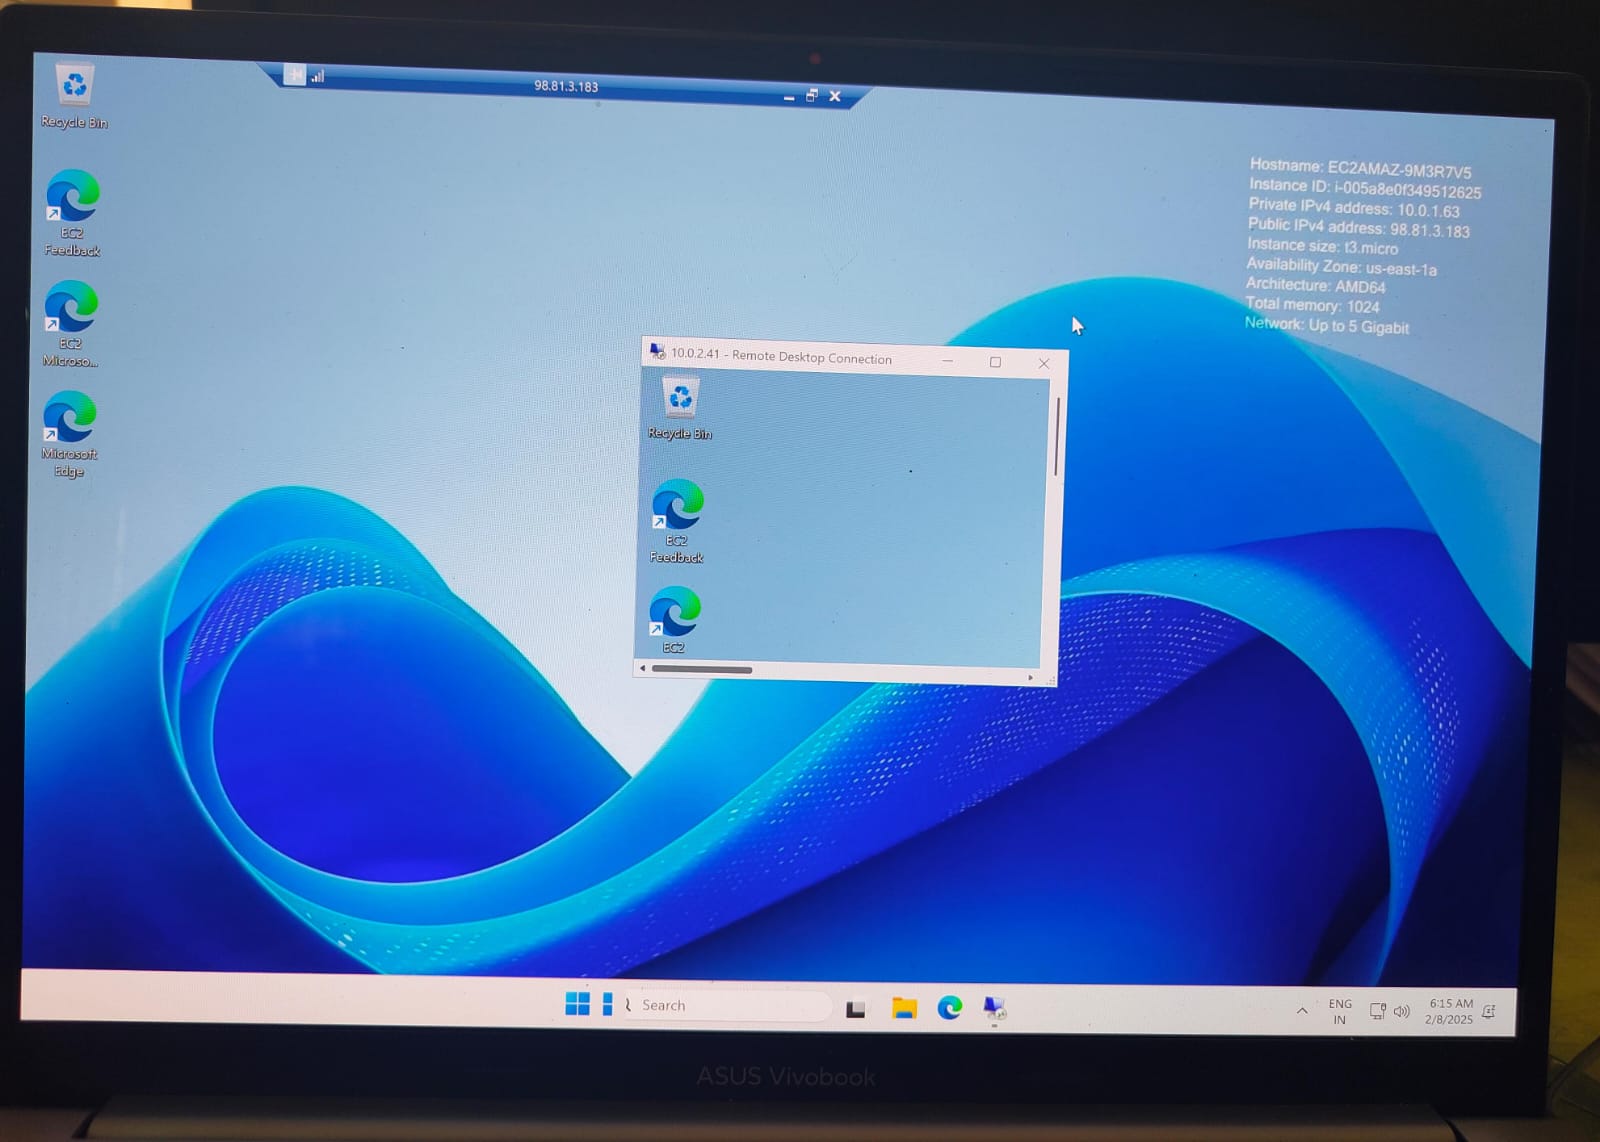 98.81.3.183
Recycle Bin
EC2
Feedback
EC2
Microso...
Microsoft
Edge
Hostname: EC2AMAZ-9M3R7V5
Instance ID: i-005a8e0f349512625
Private IPv4 address: 10.0.1.63
Public IPv4 address: 98.81.3.183
Instance size: t3.micro
Availability Zone: us-east-1a
Architecture: AMD64
Total memory: 1024
Network: Up to 5 Gigabit
10.0.2.41 - Remote Desktop Connection
Recycle Bin
EC2
Feedback
EC2
Search
ENG
IN
6:15 AM
2/8/2025
ASUS Vivobook